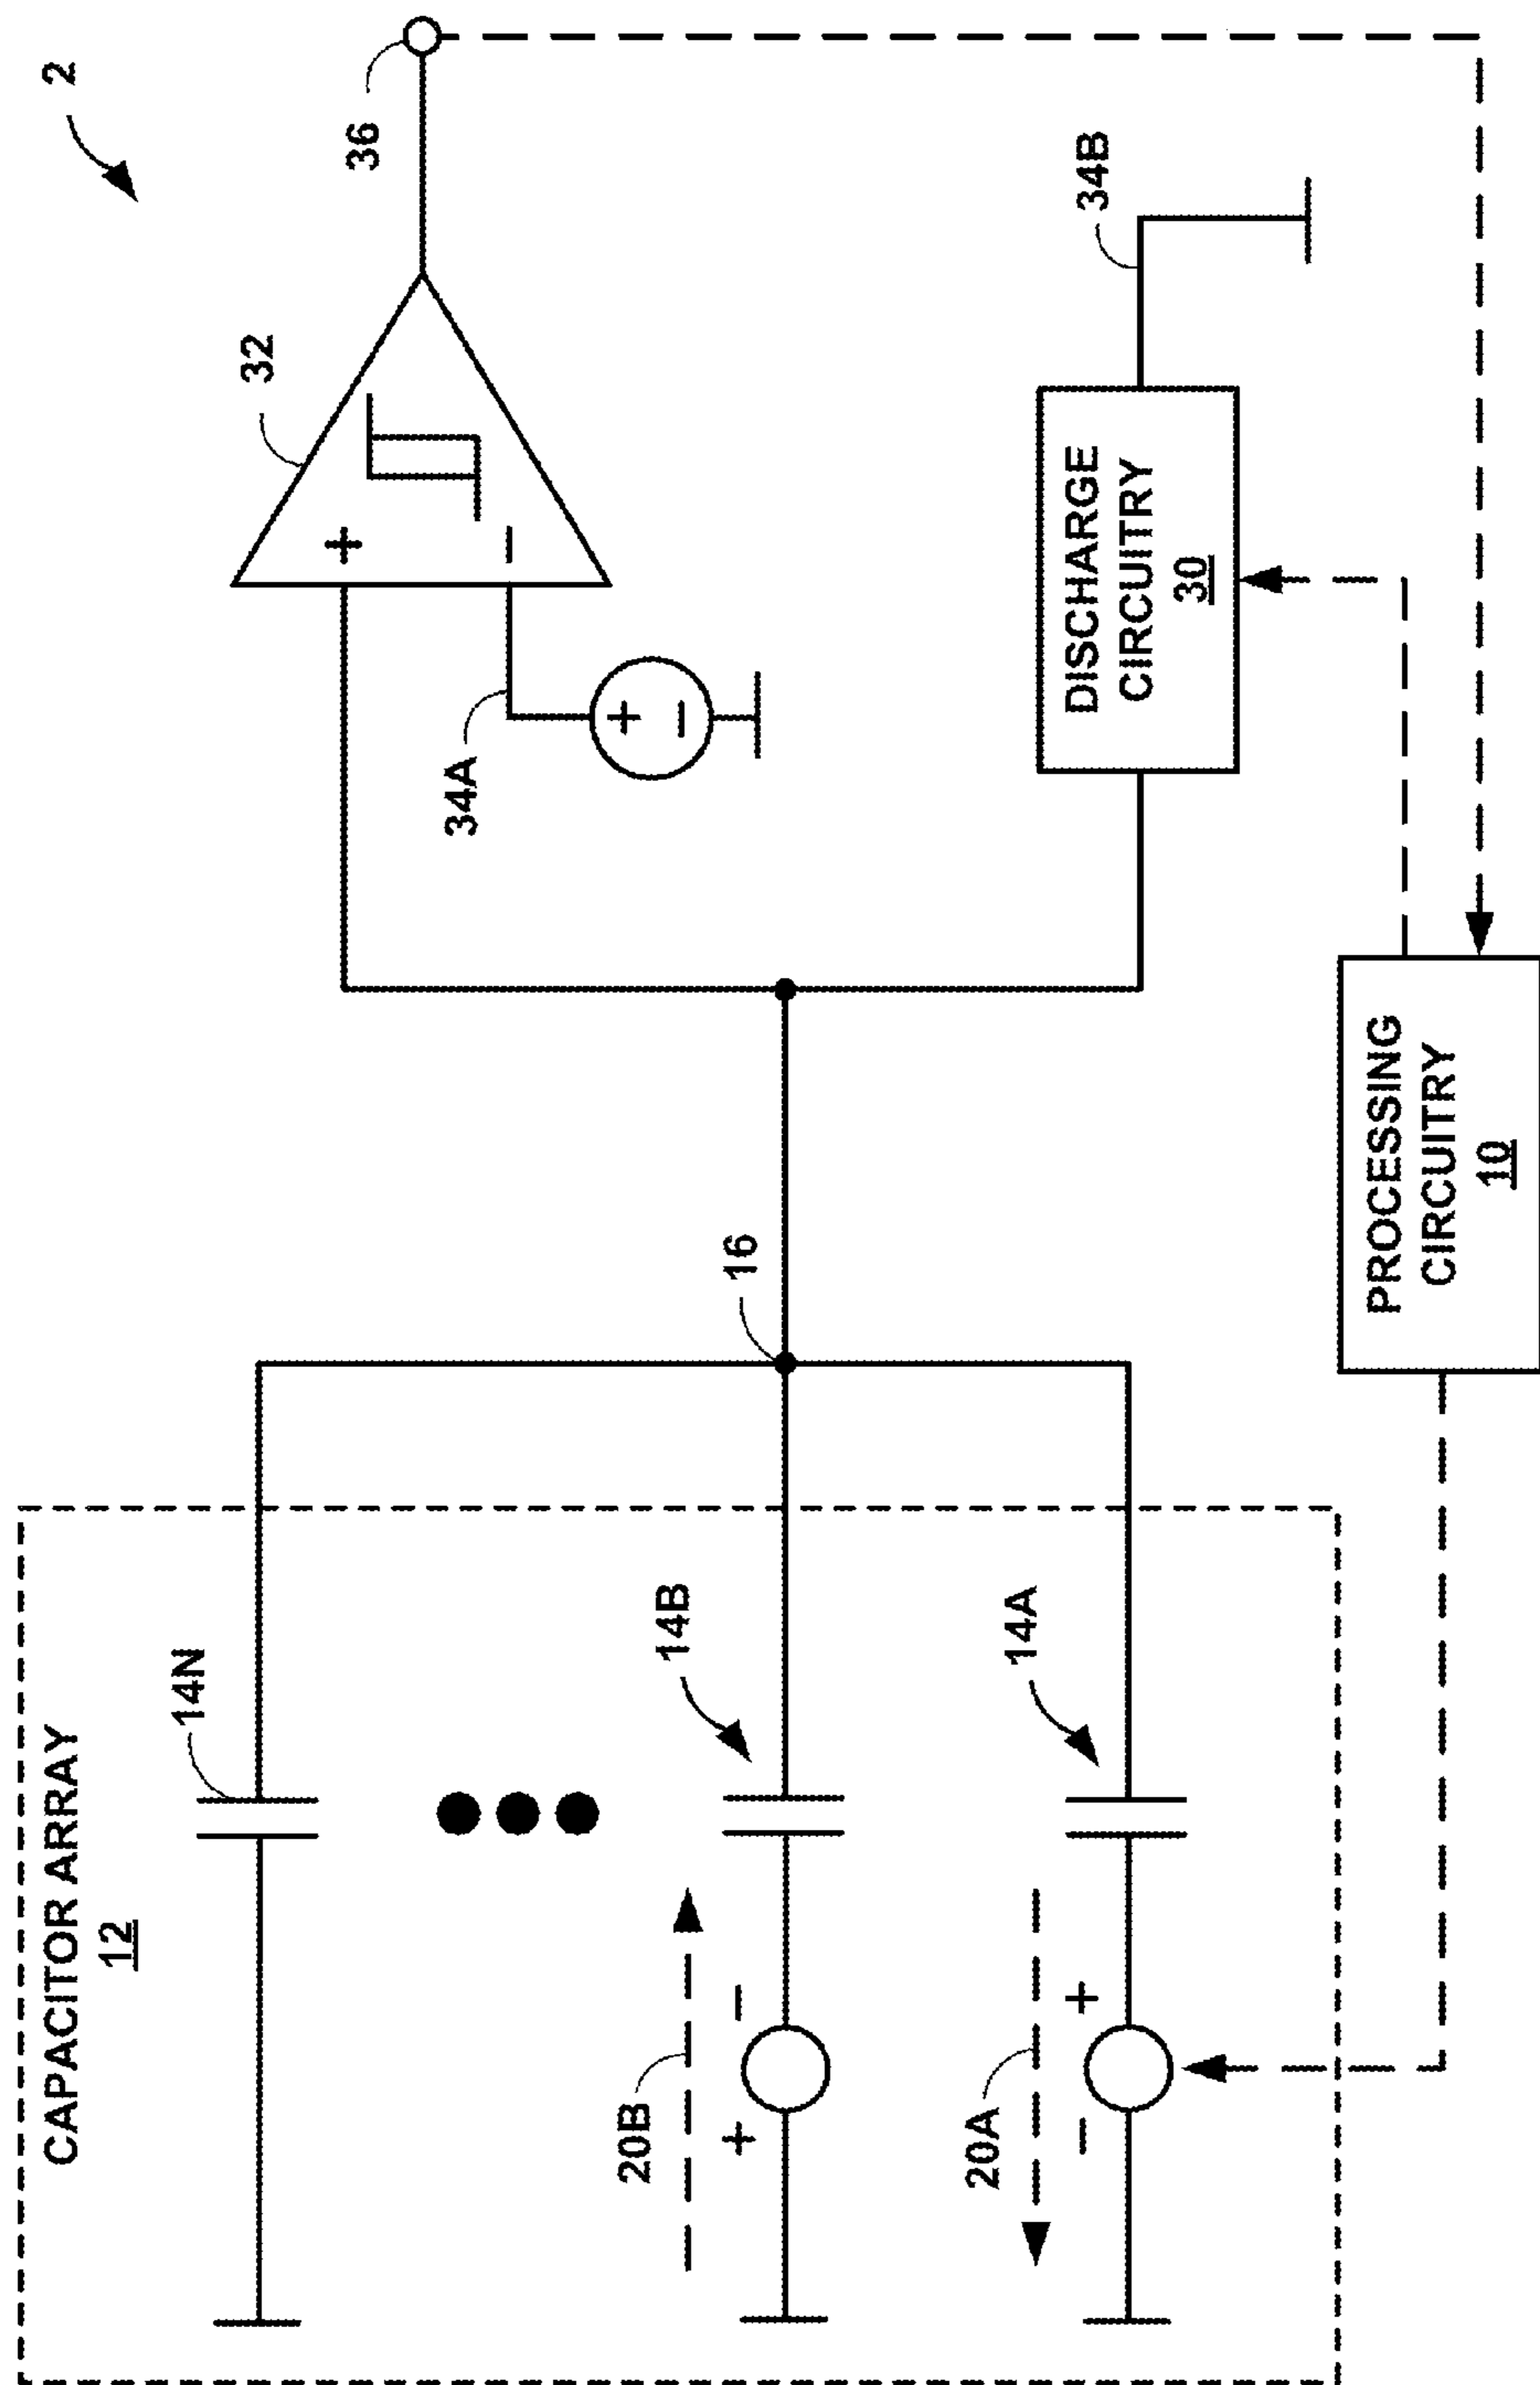 2
CAPACITOR ARRAY
12
14N
14B
20B
+
−
14A
20A
−
+
16
32
+
−
36
34A
+
−
DISCHARGE
CIRCUITRY
30
34B
PROCESSING
CIRCUITRY
10